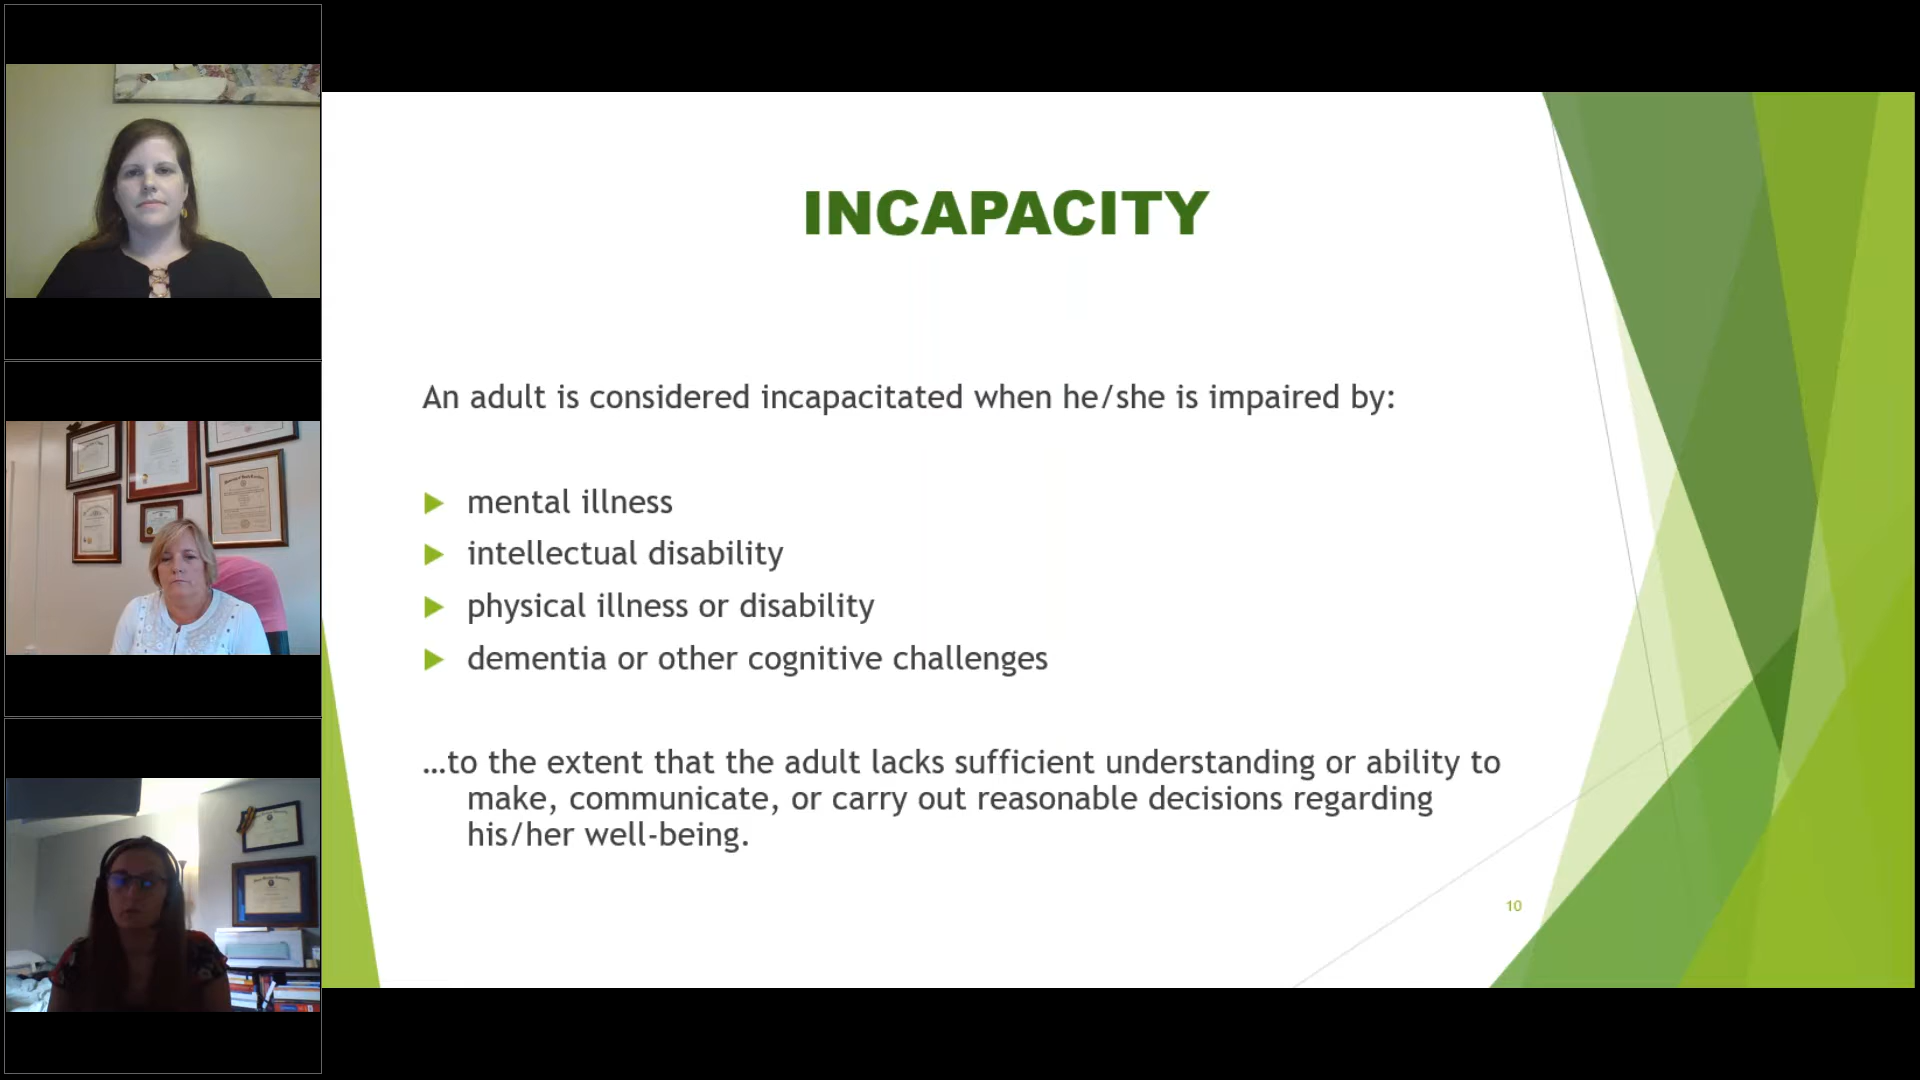 INCAPACITY
An adult is considered incapacitated when he/she is impaired by:
mental illness
intellectual disability
physical illness or disability
dementia or other cognitive challenges
…to the extent that the adult lacks sufficient understanding or ability to
make, communicate, or carry out reasonable decisions regarding
his/her well-being.
10